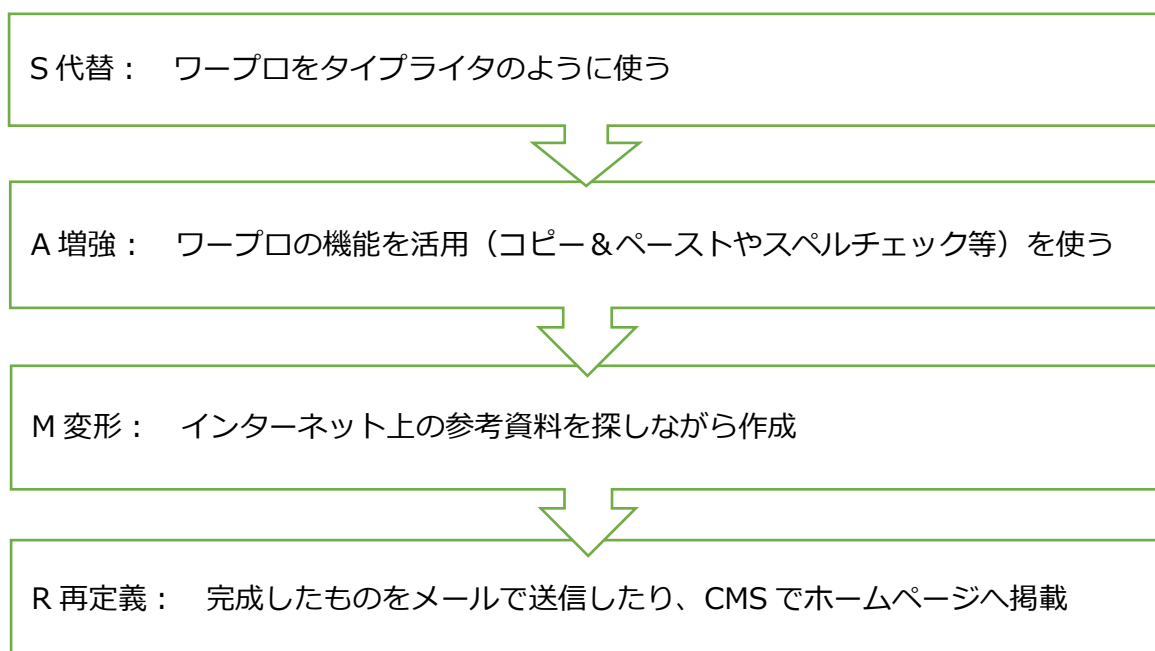 S 代替：　ワープロをタイプライタのように使う
A 増強：　ワープロの機能を活用（コピー＆ペーストやスペルチェック等）を使う
M 変形：　インターネット上の参考資料を探しながら作成
R 再定義：　完成したものをメールで送信したり、CMS でホームページへ掲載